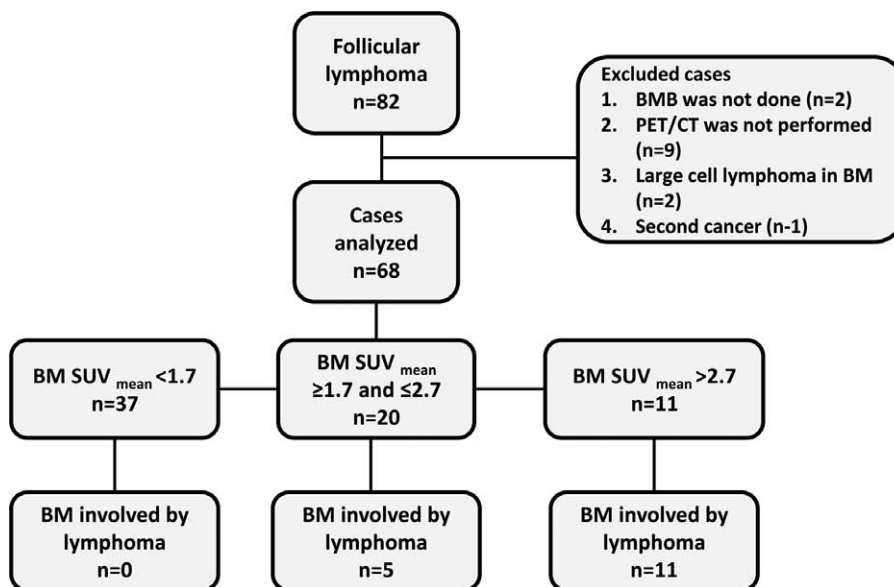 Follicular
lymphoma
n=82
Excluded cases
1. BMB was not done (n=2)
2. PET/CT was not performed
(n=9)
3. Large cell lymphoma in BM
(n=2)
4. Second cancer (n-1)
Cases
analyzed
n=68
BM SUV mean <1.7
n=37
BM SUV mean
≥1.7 and ≤2.7
n=20
BM SUV mean >2.7
n=11
BM involved by
lymphoma
n=0
BM involved by
lymphoma
n=5
BM involved by
lymphoma
n=11